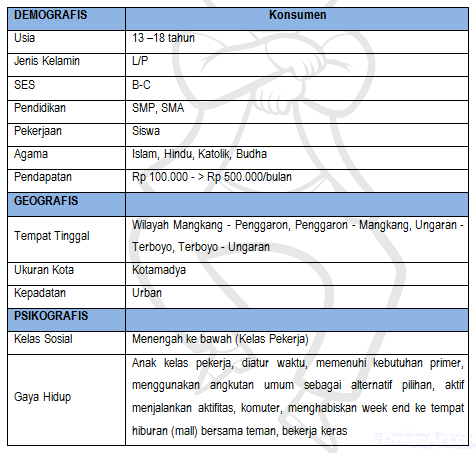 DEMOGRAFIS Konsumen
Usia 13 –18 tahun
Jenis Kelamin L/P
SES B-C
Pendidikan SMP, SMA
Pekerjaan Siswa
Agama Islam, Hindu, Katolik, Budha
Pendapatan Rp 100.000 - > Rp 500.000/bulan
GEOGRAFIS
Tempat Tinggal Wilayah Mangkang - Penggaron, Penggaron - Mangkang, Ungaran -
Terboyo, Terboyo - Ungaran
Ukuran Kota Kotamadya
Kepadatan Urban
PSIKOGRAFIS
Kelas Sosial Menengah ke bawah (Kelas Pekerja)
Gaya Hidup Anak kelas pekerja, diatur waktu, memenuhi kebutuhan primer,
menggunakan angkutan umum sebagai alternatif pilihan, aktif
menjalankan aktifitas, komuter, menghabiskan week end ke tempat
hiburan (mall) bersama teman, bekerja keras